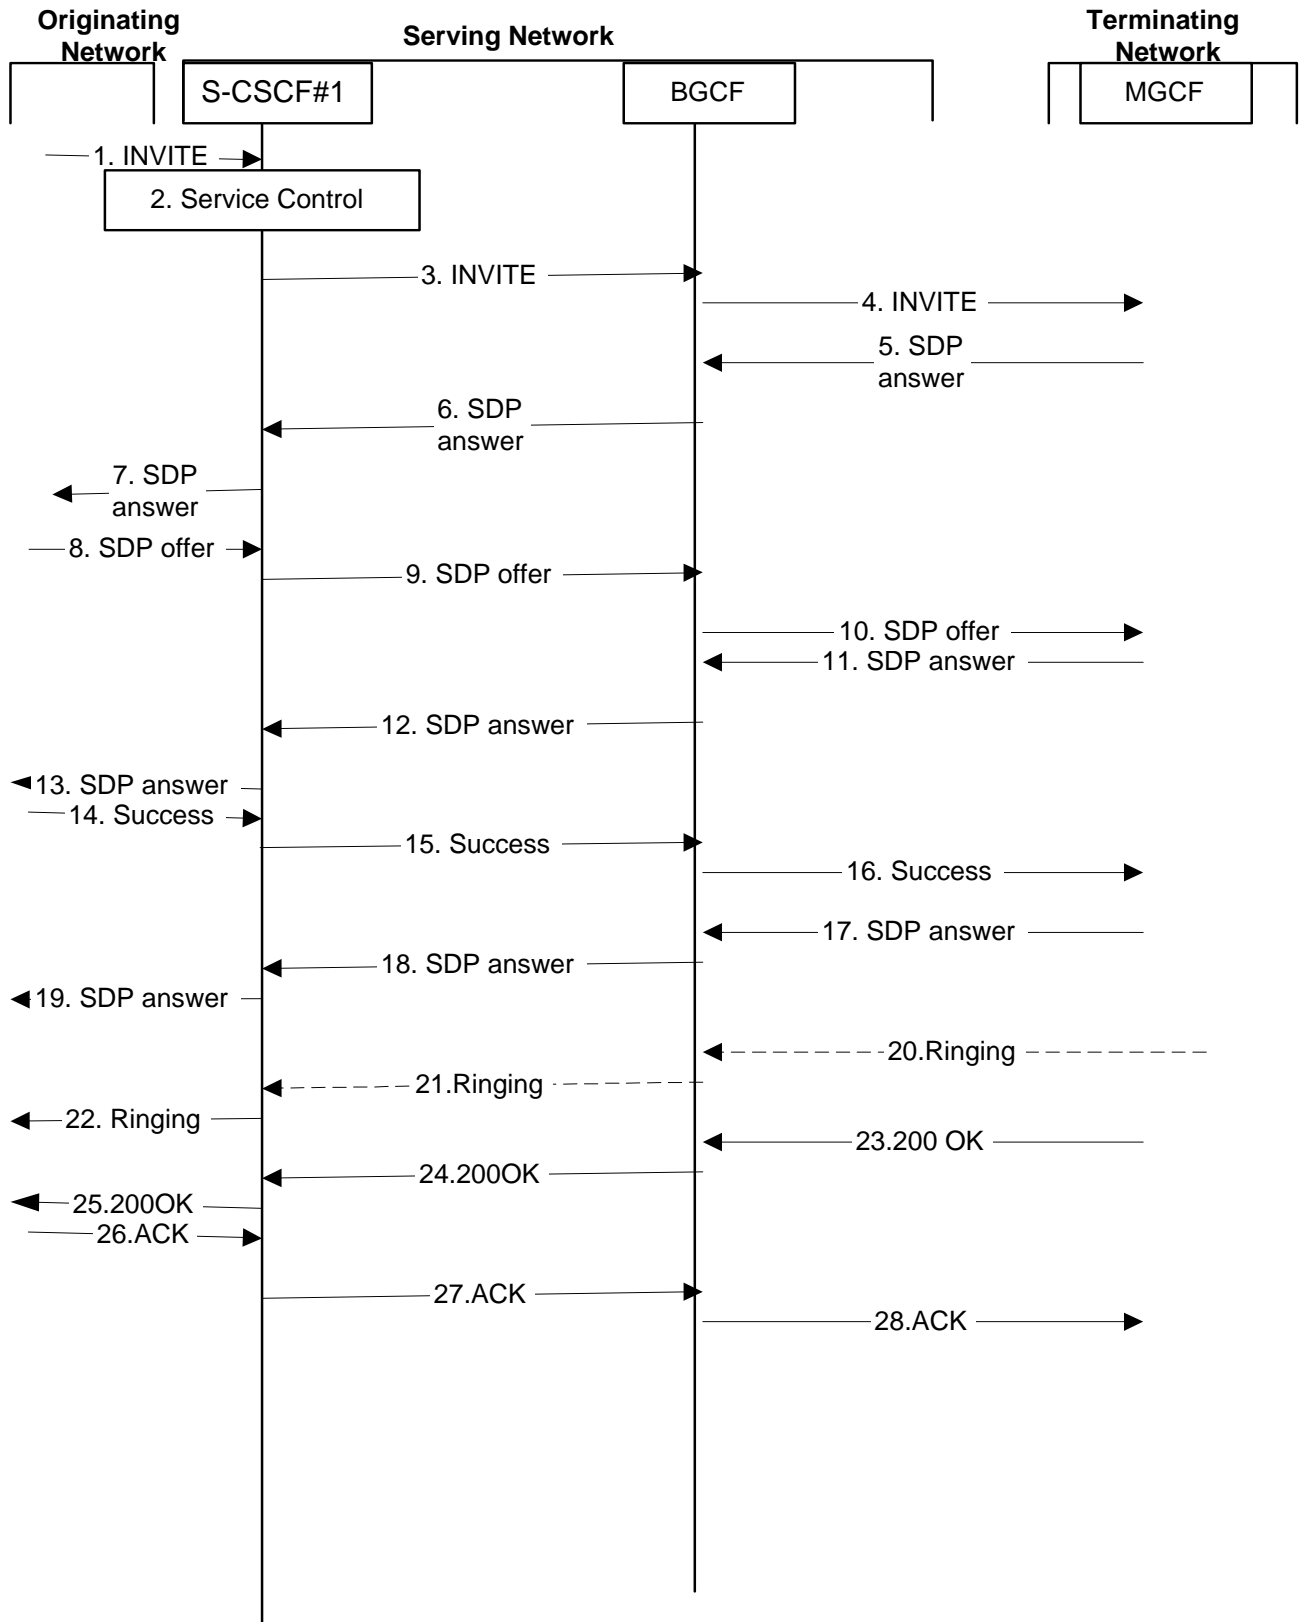 Originating
Network
Serving Network
Terminating
Network
S-CSCF#1
BGCF
MGCF
1. INVITE
2. Service Control
3. INVITE
4. INVITE
5. SDP
answer
6. SDP
answer
7. SDP
answer
8. SDP offer
9. SDP offer
10. SDP offer
11. SDP answer
12. SDP answer
13. SDP answer
14. Success
15. Success
16. Success
17. SDP answer
18. SDP answer
19. SDP answer
20.Ringing
21.Ringing
22. Ringing
23.200 OK
24.200OK
25.200OK
26.ACK
27.ACK
28.ACK